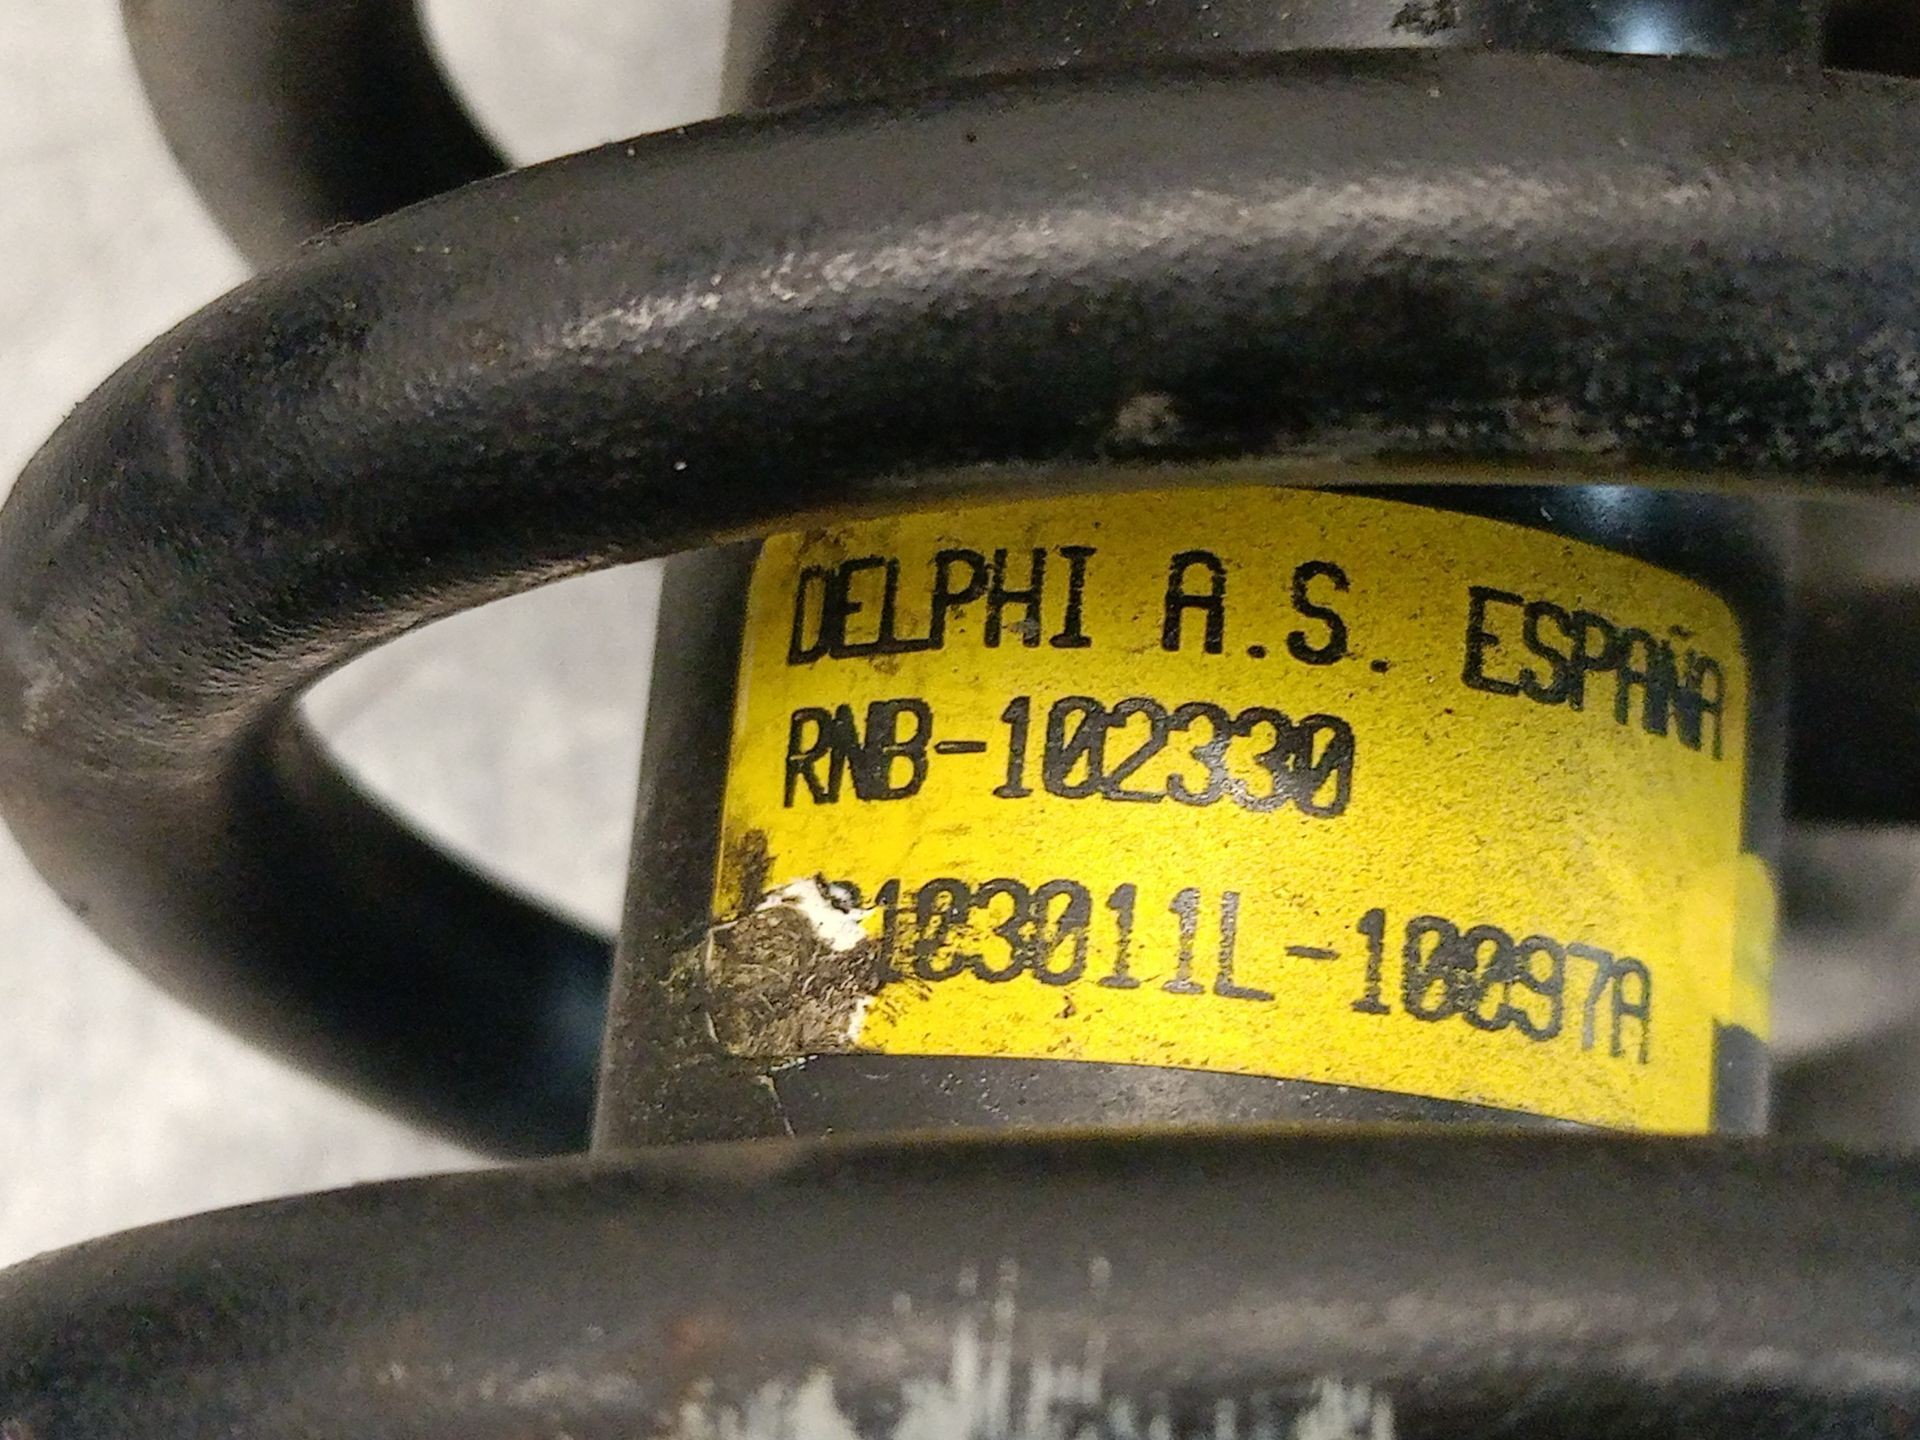 DELPHI A.S. ESPAÑA
RNB-102330
103011L-10097A